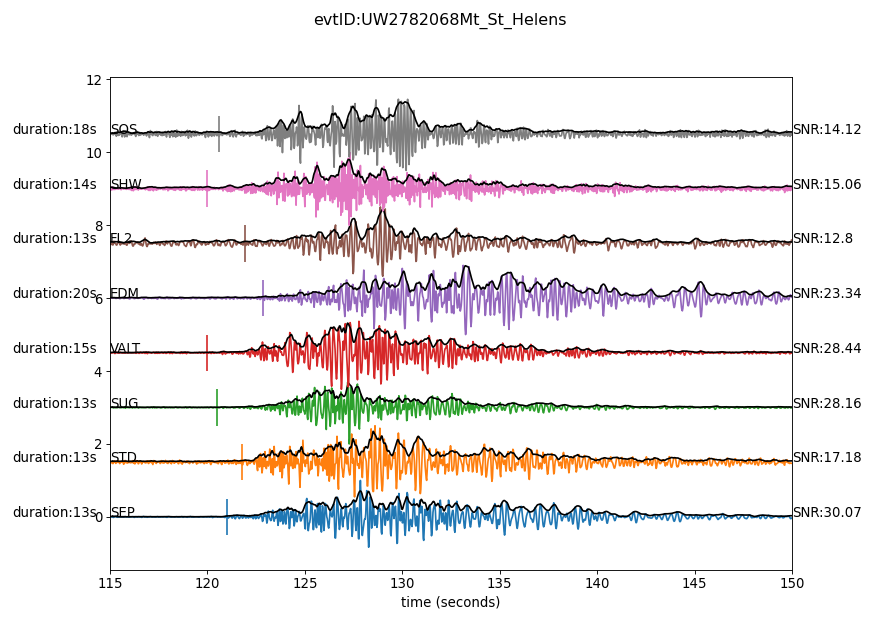 evtID:UW2782068Mt_St_Helens
12
duration:18s SOS SNR:14.12
10
duration:14s SHW SNR:15.06
8
duration:13s FL2 SNR:12.8
duration:20s EDM SNR:23.34
6
duration:15s VALT SNR:28.44
4
duration:13s SUG SNR:28.16
2
duration:13s STD SNR:17.18
duration:13s SEP SNR:30.07
0
115 120 125 130 135 140 145 150
time (seconds)